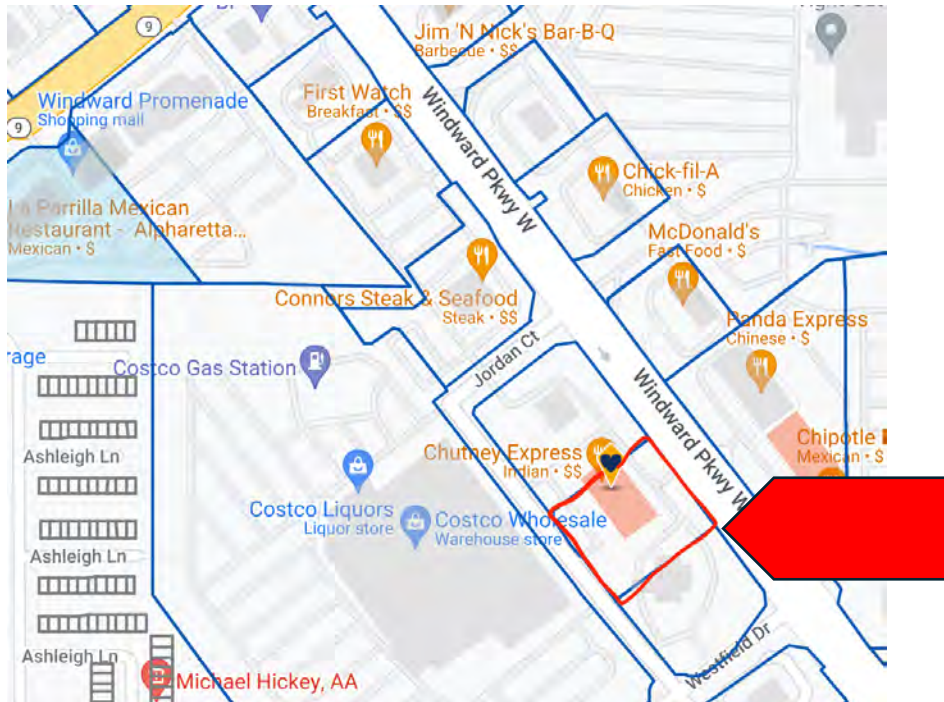 9
Jim 'N Nick's Bar-B-Q
Barbecue • $$
Windward Promenade
Shopping mall
First Watch
Breakfast • $$
Windward Pkwy W
9
Chick-fil-A
Chicken • $
Parrilla Mexican
Restaurant - Alpharetta...
Mexican • $
McDonald's
Fast Food • $
Connors Steak & Seafood
Steak • $$
Panda Express
Chinese • $
rage
Costco Gas Station
Jordan Ct
Windward Pkwy W
Ashleigh Ln
Chutney Express
Indian • $$
Chipotle
Mexican • $
Costco Liquors
Liquor store
Costco Wholesale
Warehouse store
Ashleigh Ln
Westfield Dr
Ashleigh Ln
Michael Hickey, AA